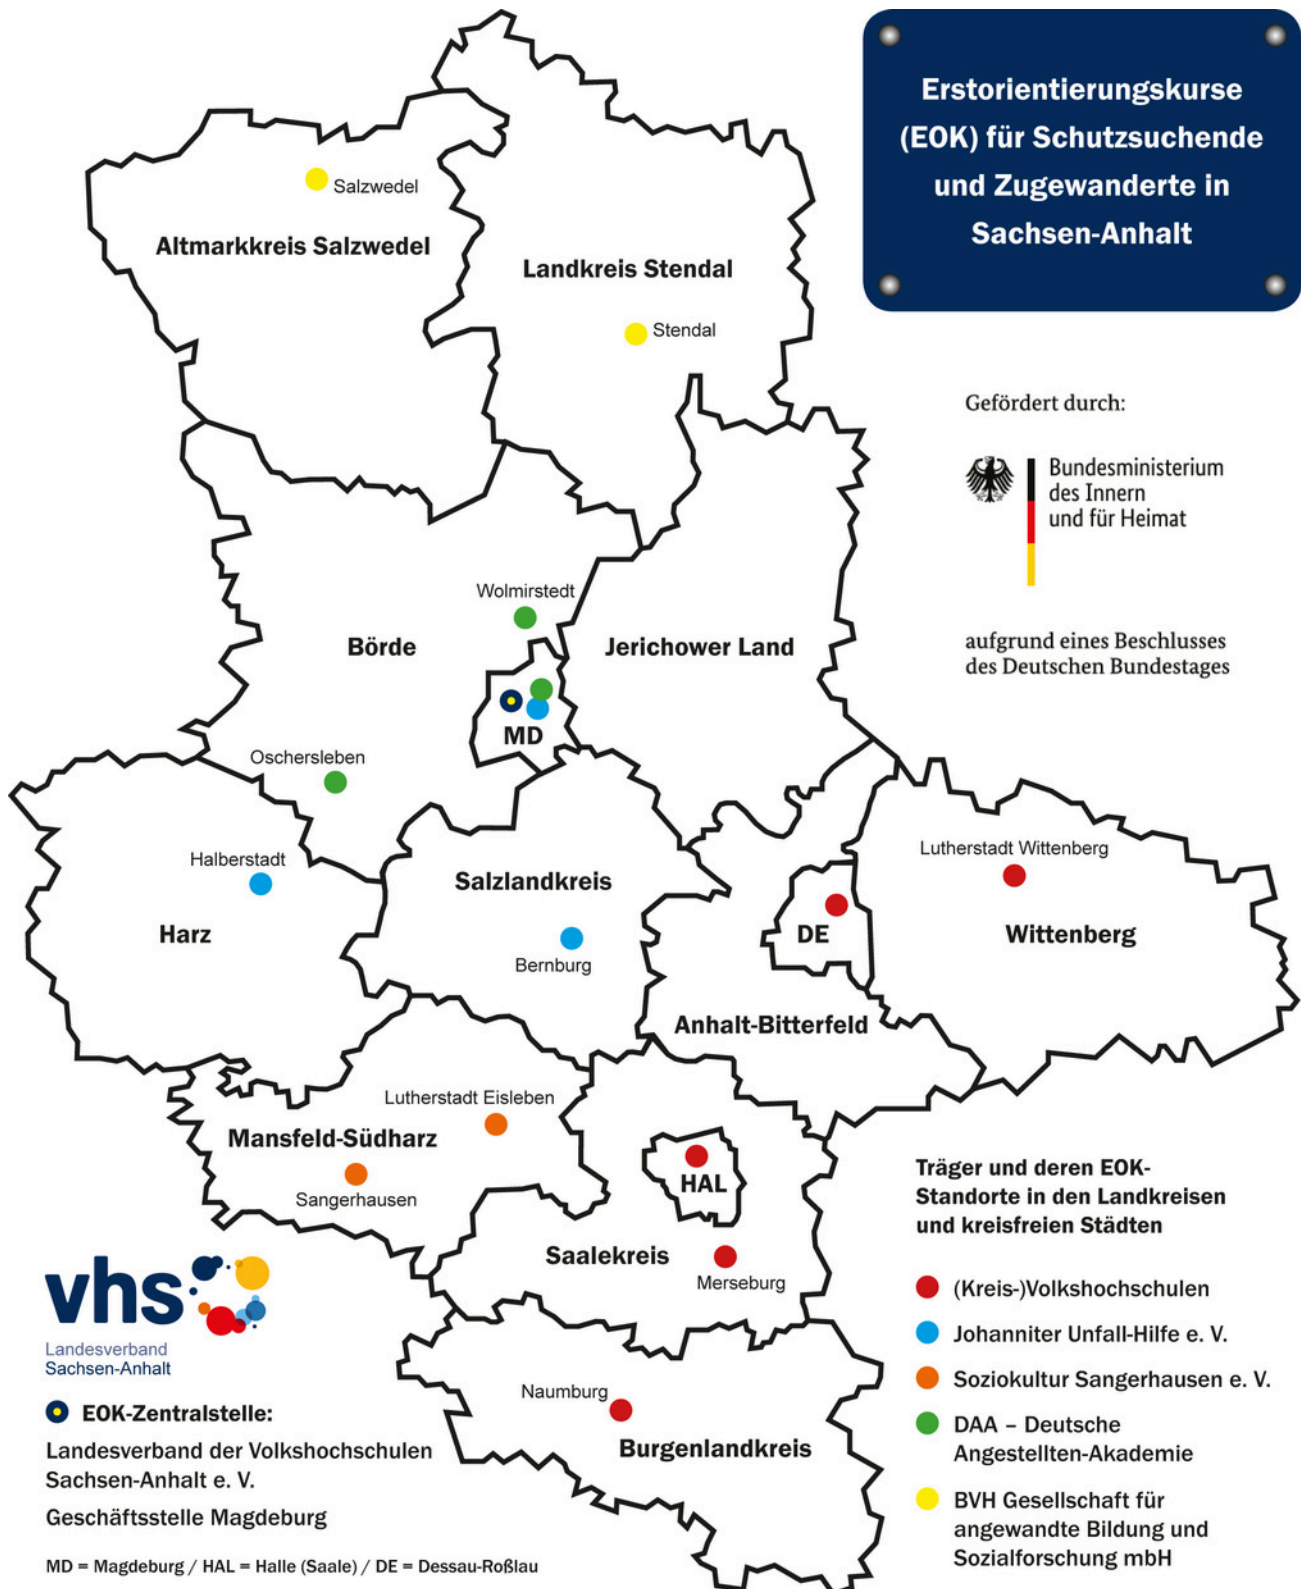 Erstorientierungskurse
(EOK) für Schutzsuchende
und Zugewanderte in
Sachsen-Anhalt
Salzwedel
Altmarkkreis Salzwedel
Landkreis Stendal
Stendal
Gefördert durch:
Bundesministerium
des Innern
und für Heimat
aufgrund eines Beschlusses
des Deutschen Bundestages
Wolmirstedt
Börde
Jerichower Land
MD
Oschersleben
Halberstadt
Harz
Salzlandkreis
Bernburg
Lutherstadt Wittenberg
DE
Wittenberg
Anhalt-Bitterfeld
Lutherstadt Eisleben
Mansfeld-Südharz
Sangerhausen
HAL
Saalekreis
Merseburg
Naumburg
Burgenlandkreis
Träger und deren EOK-
Standorte in den Landkreisen
und kreisfreien Städten
(Kreis-)Volkshochschulen
Johanniter Unfall-Hilfe e. V.
Soziokultur Sangerhausen e. V.
DAA – Deutsche
Angestellten-Akademie
BVH Gesellschaft für
angewandte Bildung und
Sozialforschung mbH
vhs
Landesverband
Sachsen-Anhalt
EOK-Zentralstelle:
Landesverband der Volkshochschulen
Sachsen-Anhalt e. V.
Geschäftsstelle Magdeburg
MD = Magdeburg / HAL = Halle (Saale) / DE = Dessau-Roßlau